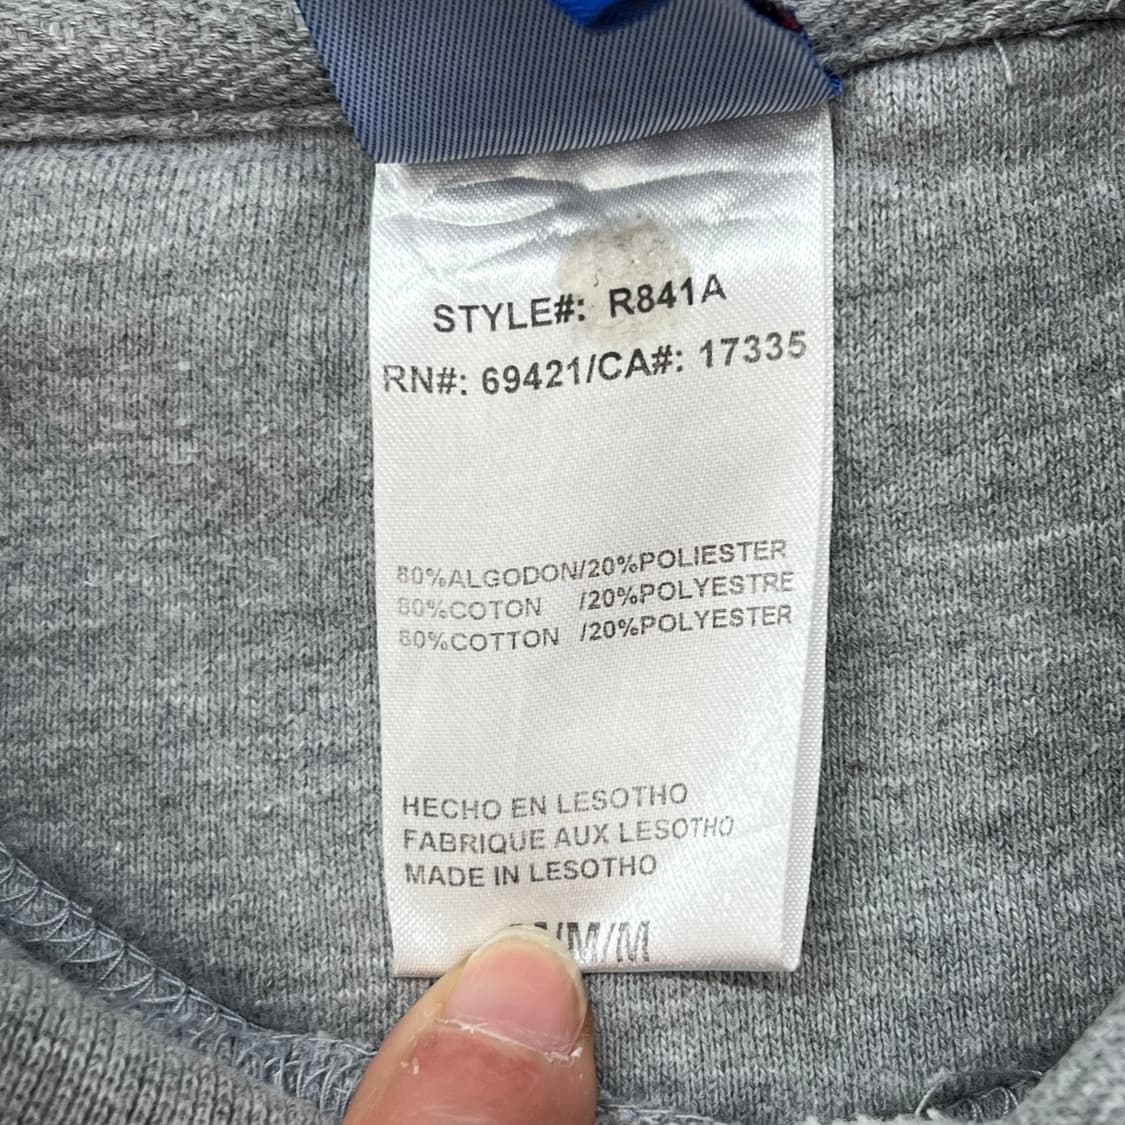 STYLE#: R841A
RN#: 69421/CA#: 17335
80%ALGODON/20%POLIESTER
80%COTON /20%POLYESTRE
80%COTTON /20%POLYESTER
HECHO EN LESOTHO
FABRIQUE AUX LESOTHO
MADE IN LESOTHO
/M/M